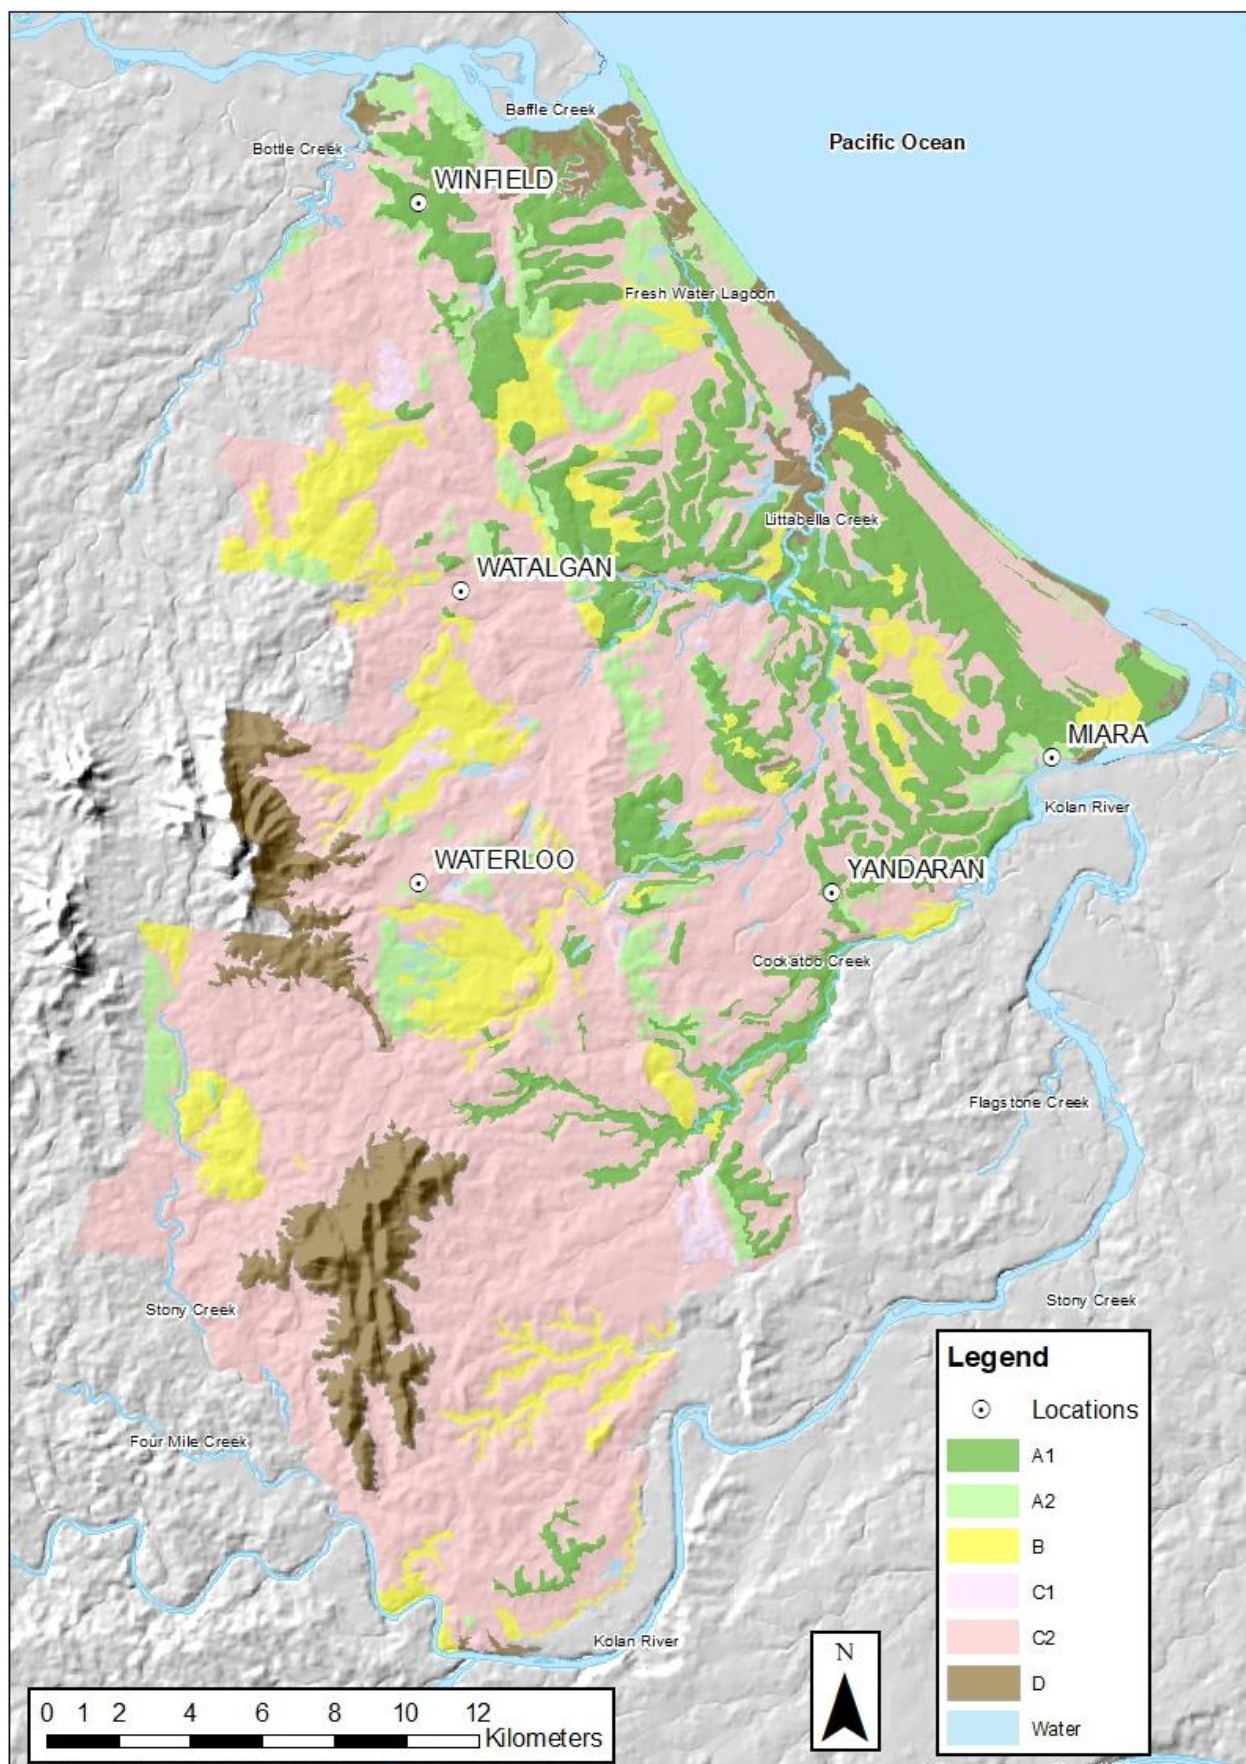 Baffle Creek
Pacific Ocean
Bottle Creek
WINFIELD
Fresh Water Lagoon
Littabella Creek
WATALGAN
MIARA
Kolan River
WATERLOO
YANDARAN
Cockatoo Creek
Flagstone Creek
Stony Creek
Stony Creek
Legend
Locations
Four Mile Creek
A1
A2
B
C1
C2
Kolan River
N
D
0 1 2 4 6 8 10 12
Kilometers
Water